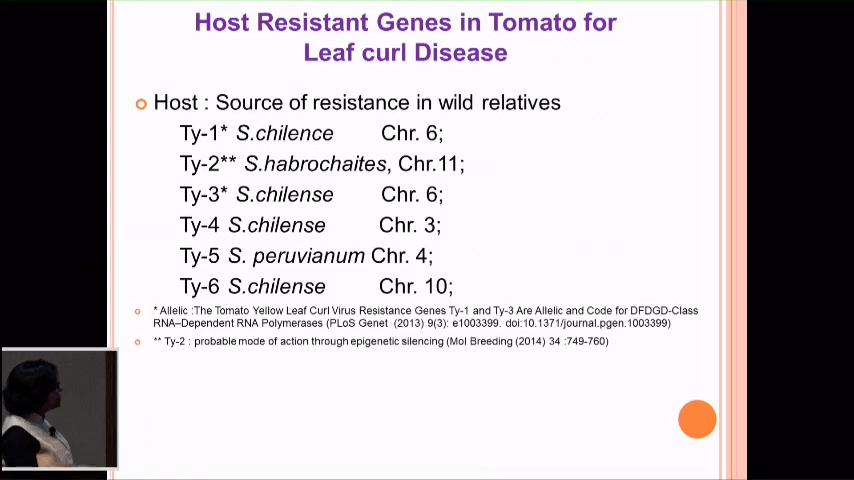 Host Resistant Genes in Tomato for
Leaf curl Disease
Host : Source of resistance in wild relatives
Ty-1* S.chilence Chr. 6;
Ty-2** S.habrochaites, Chr.11;
Ty-3* S.chilense Chr. 6;
Ty-4 S.chilense Chr. 3;
Ty-5 S. peruvianum Chr. 4;
Ty-6 S.chilense Chr. 10;
* Allelic :The Tomato Yellow Leaf Curl Virus Resistance Genes Ty-1 and Ty-3 Are Allelic and Code for DFDGD-Class
RNA–Dependent RNA Polymerases (PLoS Genet (2013) 9(3): e1003399. doi:10.1371/journal.pgen.1003399)
** Ty-2 : probable mode of action through epigenetic silencing (Mol Breeding (2014) 34 :749-760)